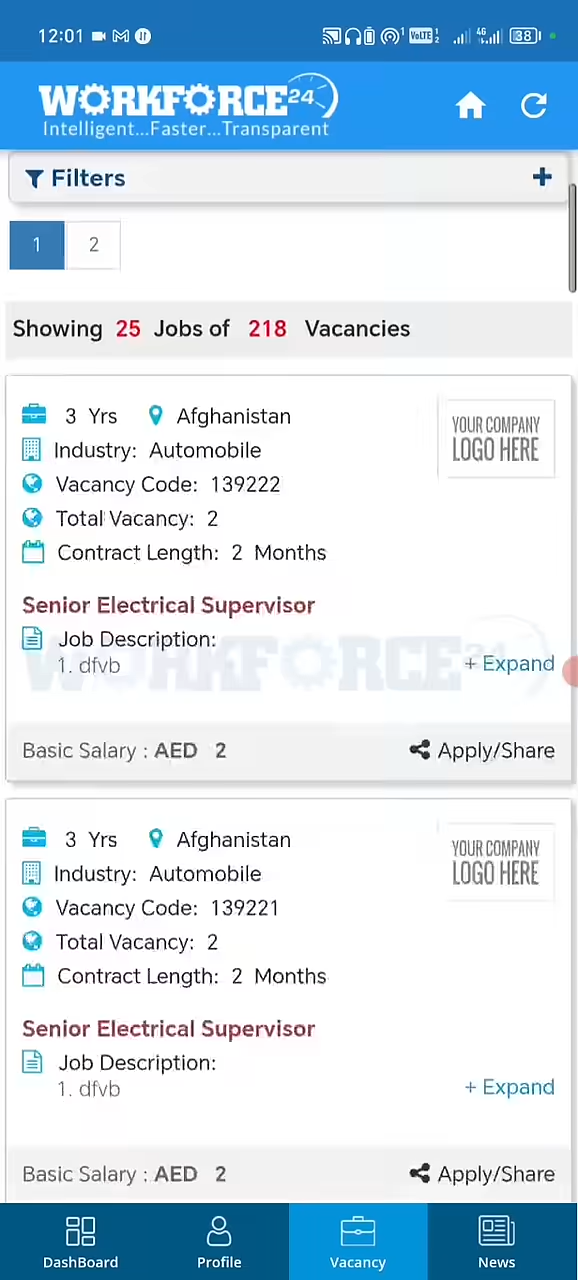 12:01 VoLTE 4G 38
WORKFORCE24
Intelligent...Faster...Transparent
Filters +
1 2
Showing 25 Jobs of 218 Vacancies
3 Yrs Afghanistan
Industry: Automobile
Vacancy Code: 139222
Total Vacancy: 2
Contract Length: 2 Months
YOUR COMPANY
LOGO HERE
Senior Electrical Supervisor
Job Description:
1. dfvb
+ Expand
WORKFORCE24
Basic Salary : AED 2 Apply/Share
3 Yrs Afghanistan
Industry: Automobile
Vacancy Code: 139221
Total Vacancy: 2
Contract Length: 2 Months
YOUR COMPANY
LOGO HERE
Senior Electrical Supervisor
Job Description:
1. dfvb
+ Expand
Basic Salary : AED 2 Apply/Share
DashBoard Profile Vacancy News